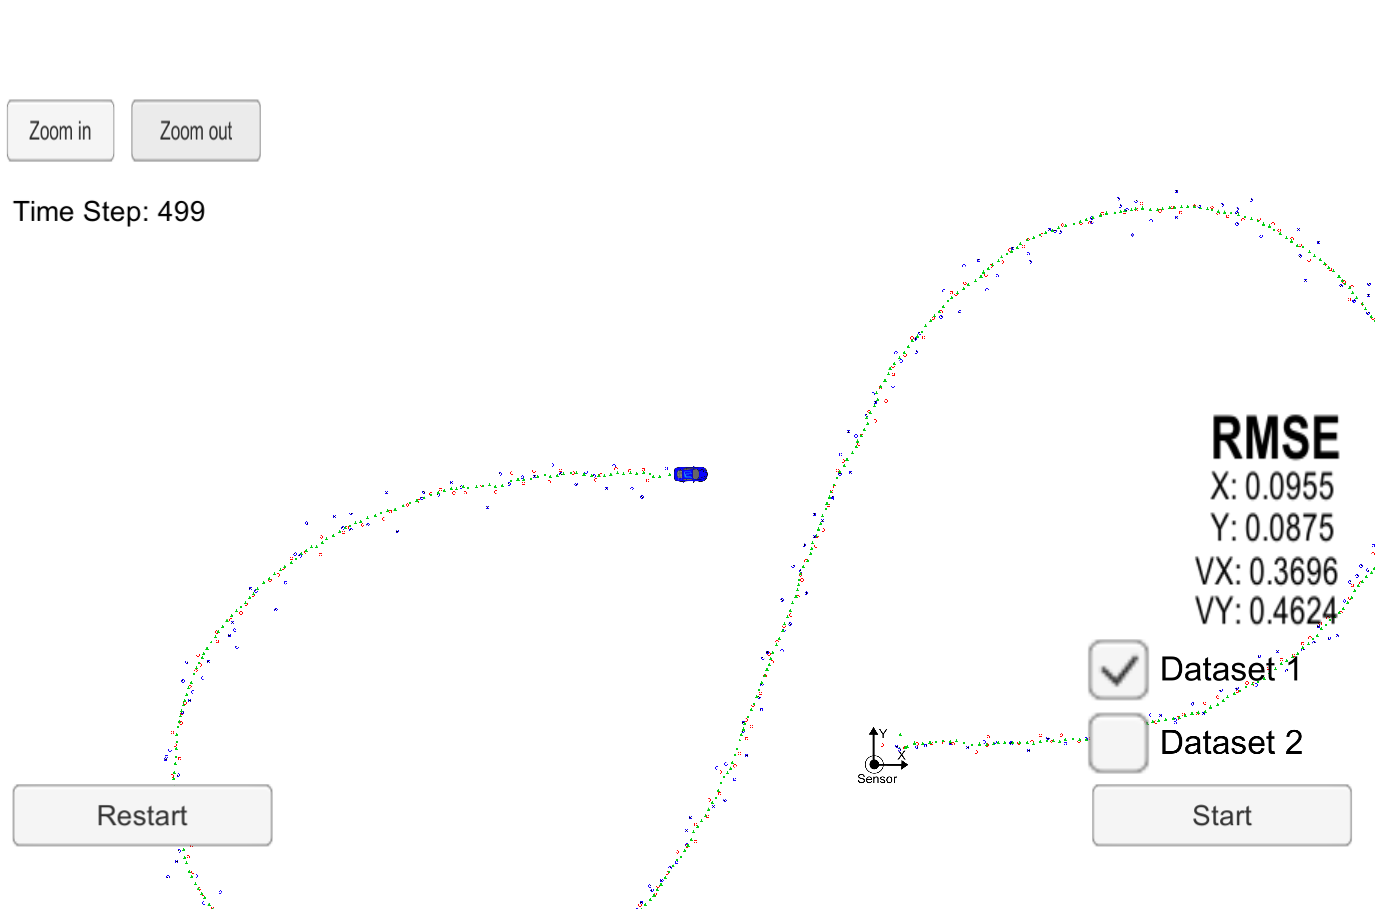 Zoom in
Zoom out
Time Step: 499
RMSE
X: 0.0955
Y: 0.0875
VX: 0.3696
VY: 0.4624
Dataset 1
Dataset 2
Y
X
Sensor
Restart
Start